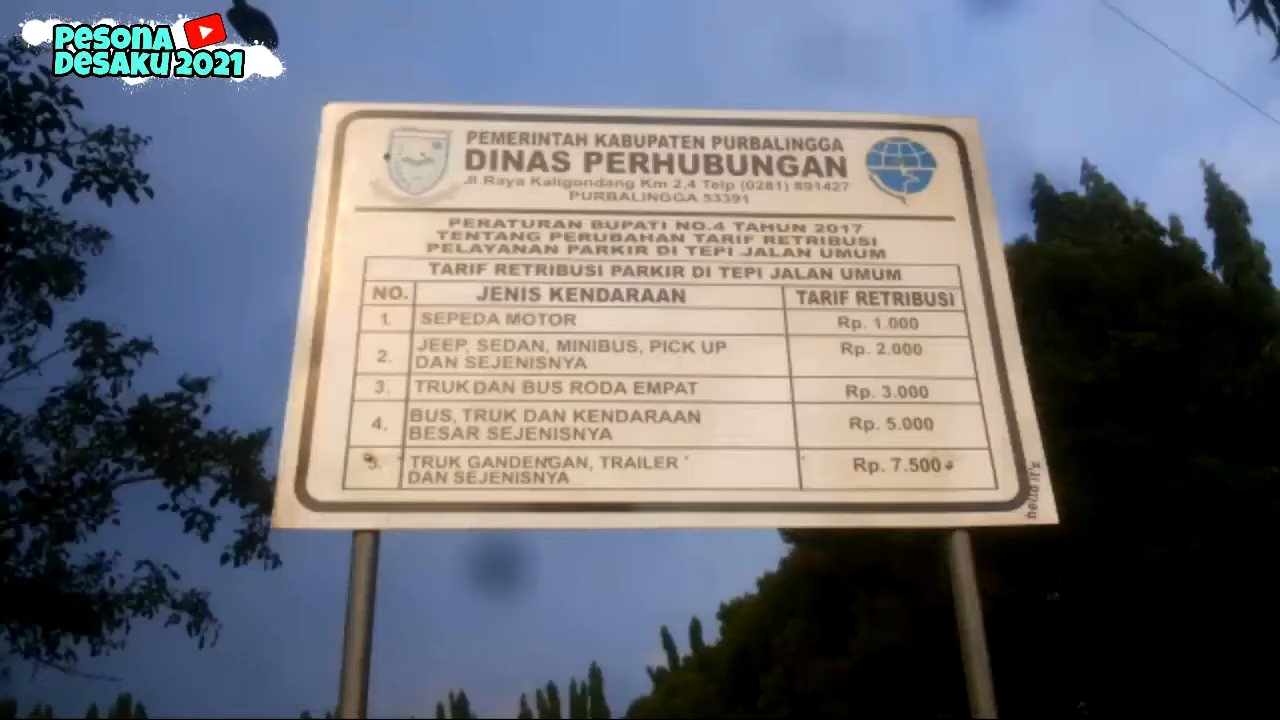 PESONA
DESAKU 2021
PEMERINTAH KABUPATEN PURBALINGGA
DINAS PERHUBUNGAN
Jl.Raya Kaligondang Km 2,4 Telp (0281) 891427
PURBALINGGA 53391
PERATURAN BUPATI NO.4 TAHUN 2017
TENTANG PERUBAHAN TARIF RETRIBUSI
PELAYANAN PARKIR DI TEPI JALAN UMUM
TARIF RETRIBUSI PARKIR DI TEPI JALAN UMUM
NO. JENIS KENDARAAN TARIF RETRIBUSI
1. SEPEDA MOTOR Rp. 1.000
2. JEEP, SEDAN, MINIBUS, PICK UP Rp. 2.000
DAN SEJENISNYA
3. TRUK DAN BUS RODA EMPAT Rp. 3.000
4. BUS, TRUK DAN KENDARAAN Rp. 5.000
BESAR SEJENISNYA
5. TRUK GANDENGAN, TRAILER Rp. 7.500
DAN SEJENISNYA